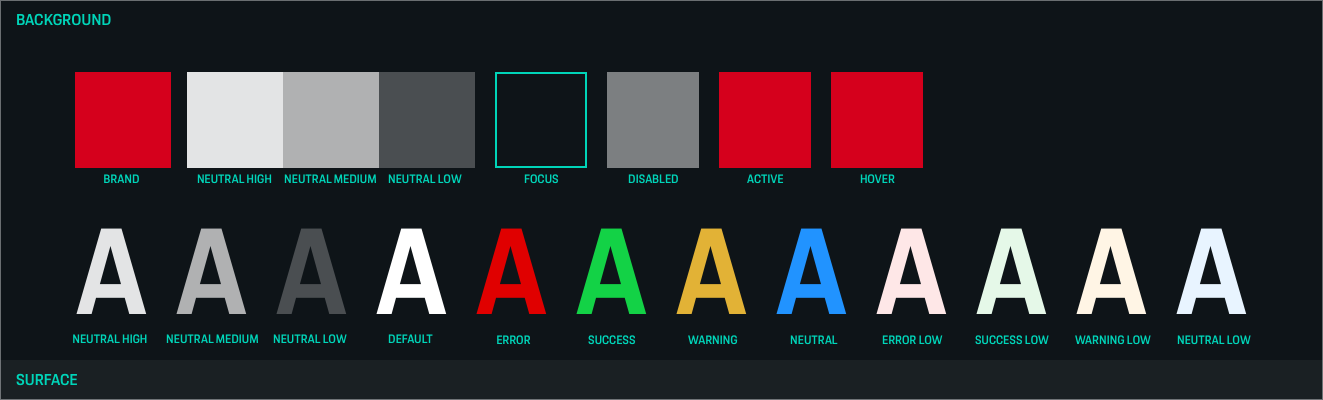 BACKGROUND
BRAND NEUTRAL HIGH NEUTRAL MEDIUM NEUTRAL LOW FOCUS DISABLED ACTIVE HOVER
A A A A A A A A A A A A
NEUTRAL HIGH NEUTRAL MEDIUM NEUTRAL LOW DEFAULT ERROR SUCCESS WARNING NEUTRAL ERROR LOW SUCCESS LOW WARNING LOW NEUTRAL LOW
SURFACE